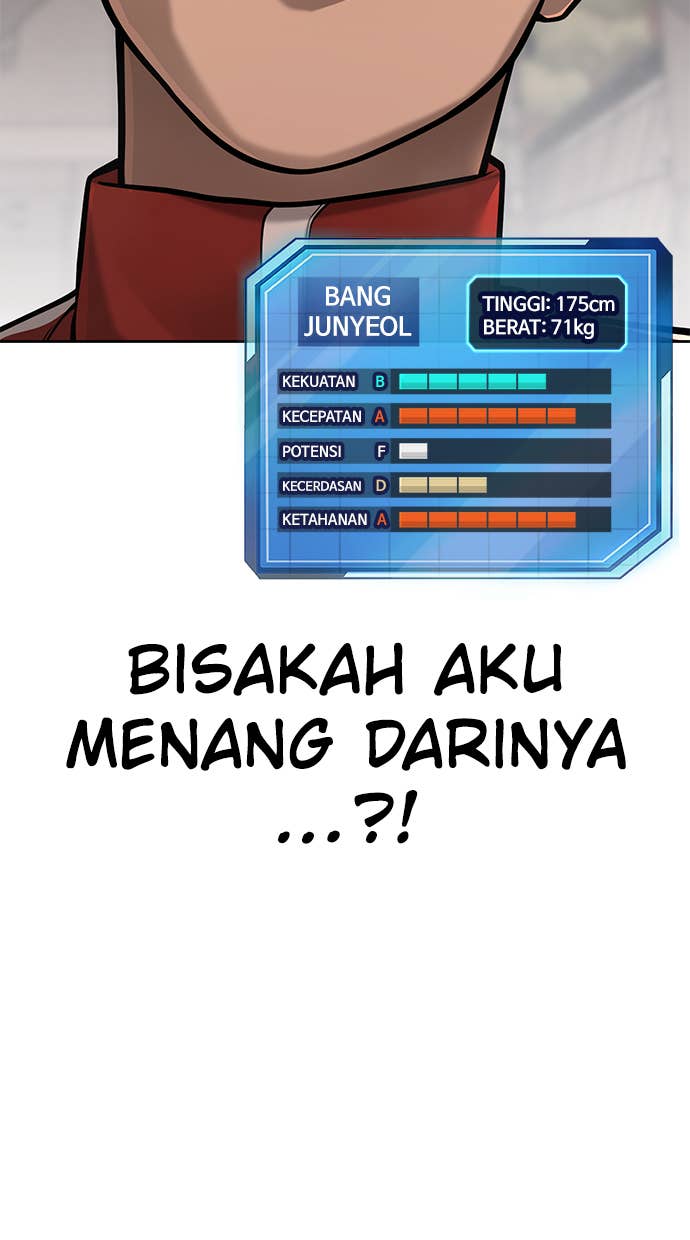 BANG
JUNYEOL
TINGGI: 175cm
BERAT: 71kg
KEKUATAN B
KECEPATAN A
POTENSI F
KECERDASAN D
KETAHANAN A
BISAKAH AKU
MENANG DARINYA
...?!